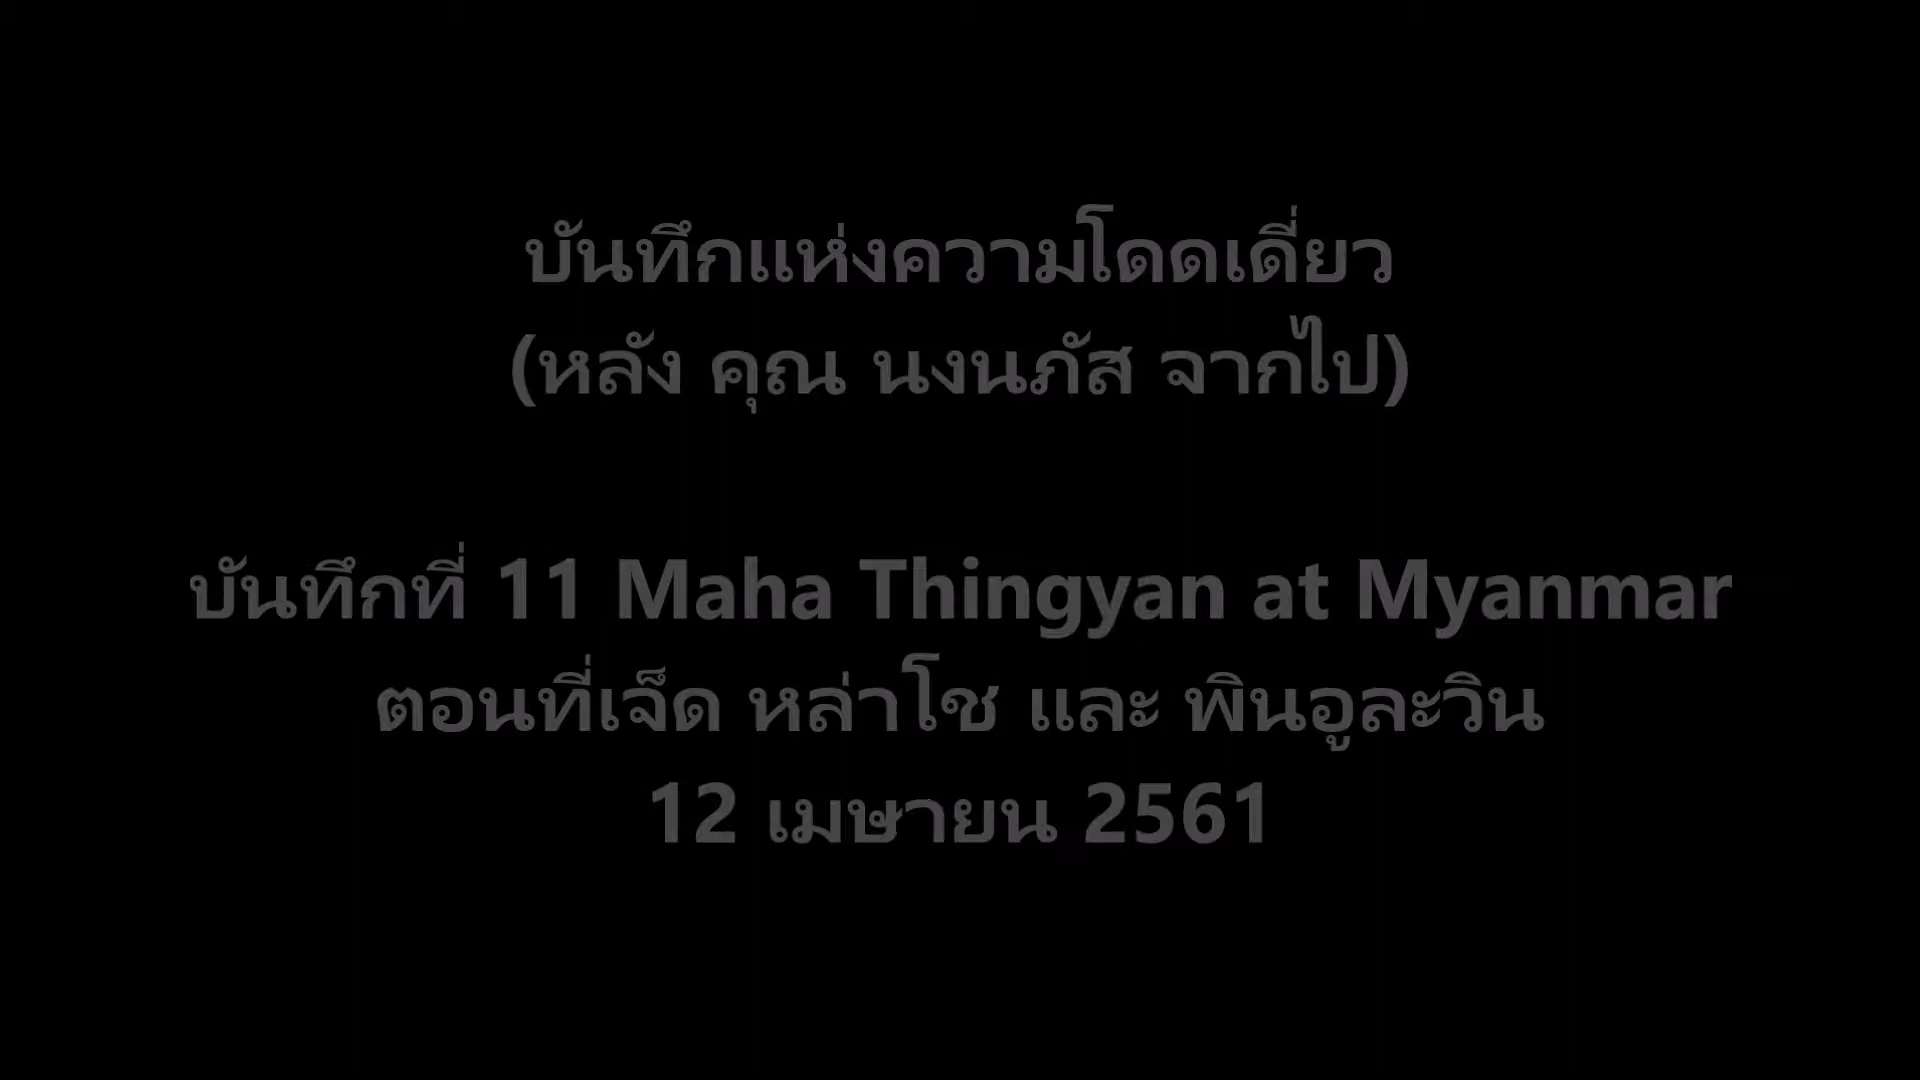 บันทึกแห่งความโดดเดี่ยว
(หลัง คุณ นงนภัส จากไป)
บันทึกที่ 11 Maha Thingyan at Myanmar
ตอนที่เจ็ด หล่าโช และ พินอูละวิน
12 เมษายน 2561